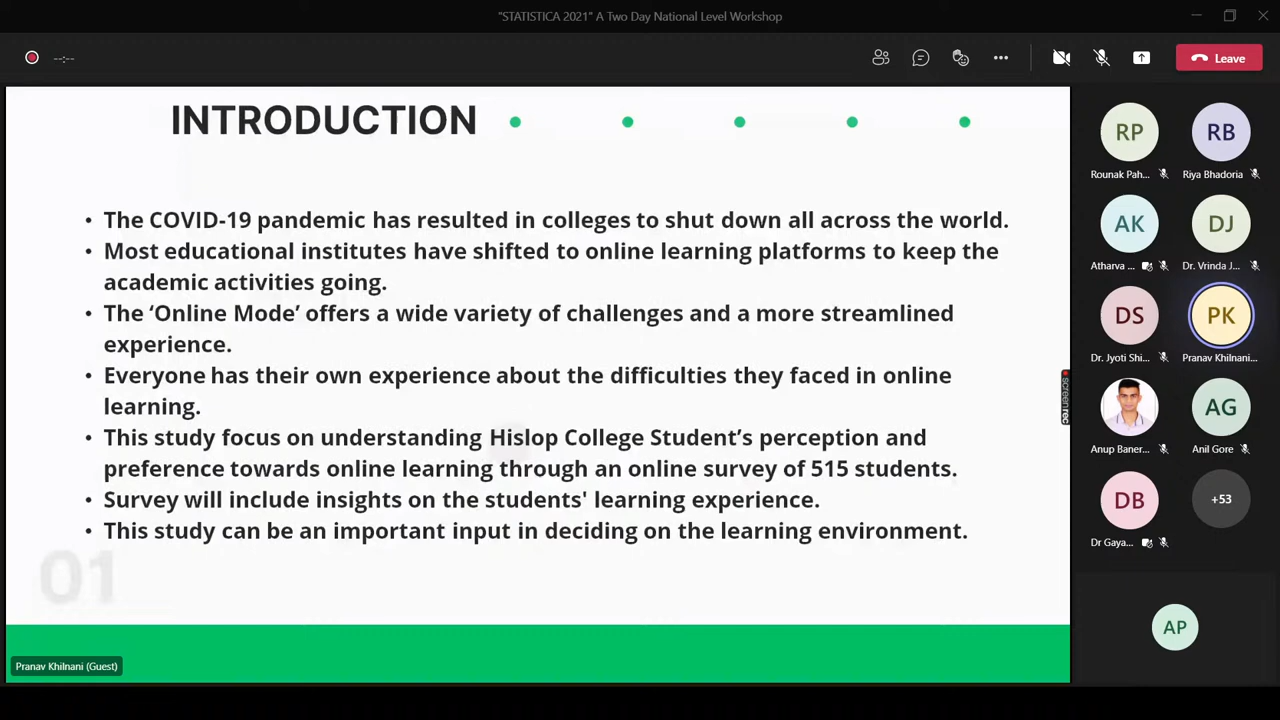 "STATISTICA 2021" A Two Day National Level Workshop
--:--
Leave
INTRODUCTION
• The COVID-19 pandemic has resulted in colleges to shut down all across the world.
• Most educational institutes have shifted to online learning platforms to keep the
academic activities going.
• The ‘Online Mode’ offers a wide variety of challenges and a more streamlined
experience.
• Everyone has their own experience about the difficulties they faced in online
learning.
• This study focus on understanding Hislop College Student’s perception and
preference towards online learning through an online survey of 515 students.
• Survey will include insights on the students' learning experience.
• This study can be an important input in deciding on the learning environment.
01
Pranav Khilnani (Guest)
screenrec
RP
Rounak Pah...
RB
Riya Bhadoria
AK
Atharva ...
DJ
Dr. Vrinda J...
DS
Dr. Jyoti Shi...
PK
Pranav Khilnani...
Anup Baner...
AG
Anil Gore
DB
Dr Gaya...
+53
AP